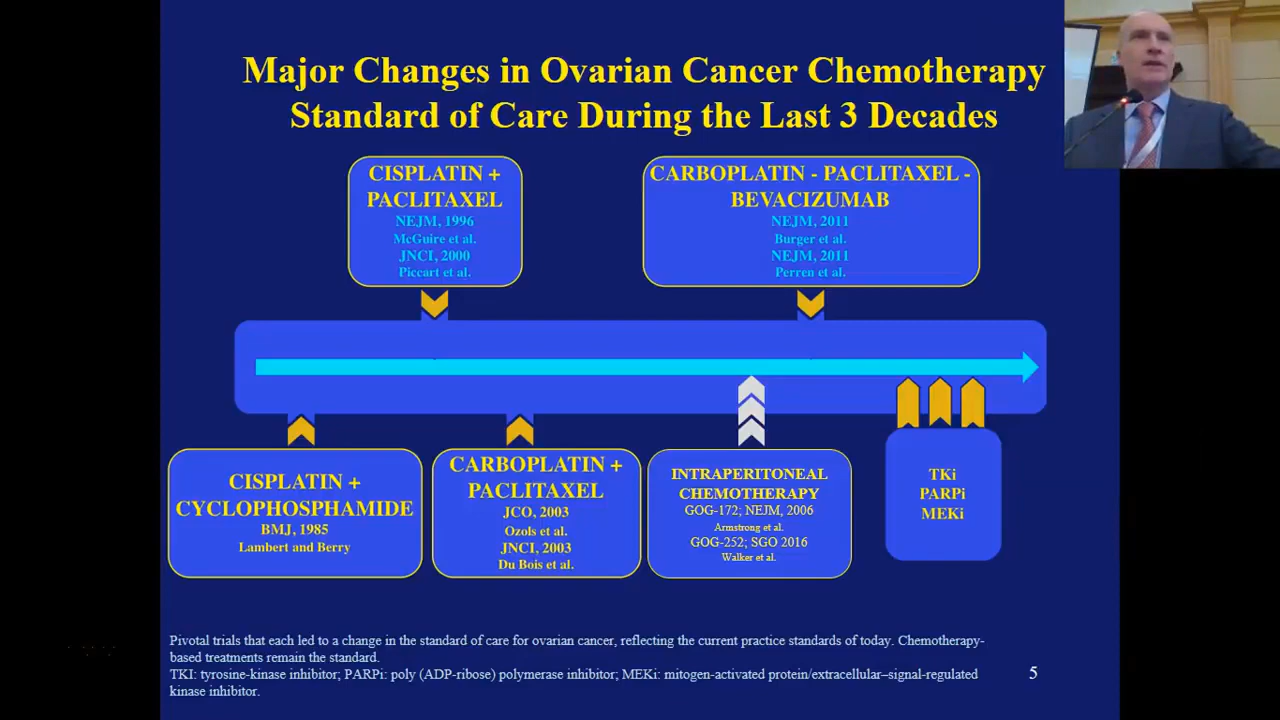 Major Changes in Ovarian Cancer Chemotherapy
Standard of Care During the Last 3 Decades
CISPLATIN +
PACLITAXEL
NEJM, 1996
McGuire et al.
JNCI, 2000
Piccart et al.
CARBOPLATIN - PACLITAXEL -
BEVACIZUMAB
NEJM, 2011
Burger et al.
NEJM, 2011
Perren et al.
CISPLATIN +
CYCLOPHOSPHAMIDE
BMJ, 1985
Lambert and Berry
CARBOPLATIN +
PACLITAXEL
JCO, 2003
Ozols et al.
JNCI, 2003
Du Bois et al.
INTRAPERITONEAL
CHEMOTHERAPY
GOG-172; NEJM, 2006
Armstrong et al.
GOG-252; SGO 2016
Walker et al.
TKi
PARPi
MEKi
Pivotal trials that each led to a change in the standard of care for ovarian cancer, reflecting the current practice standards of today. Chemotherapy-
based treatments remain the standard.
TKI: tyrosine-kinase inhibitor; PARPi: poly (ADP-ribose) polymerase inhibitor; MEKi: mitogen-activated protein/extracellular–signal-regulated
kinase inhibitor.
5